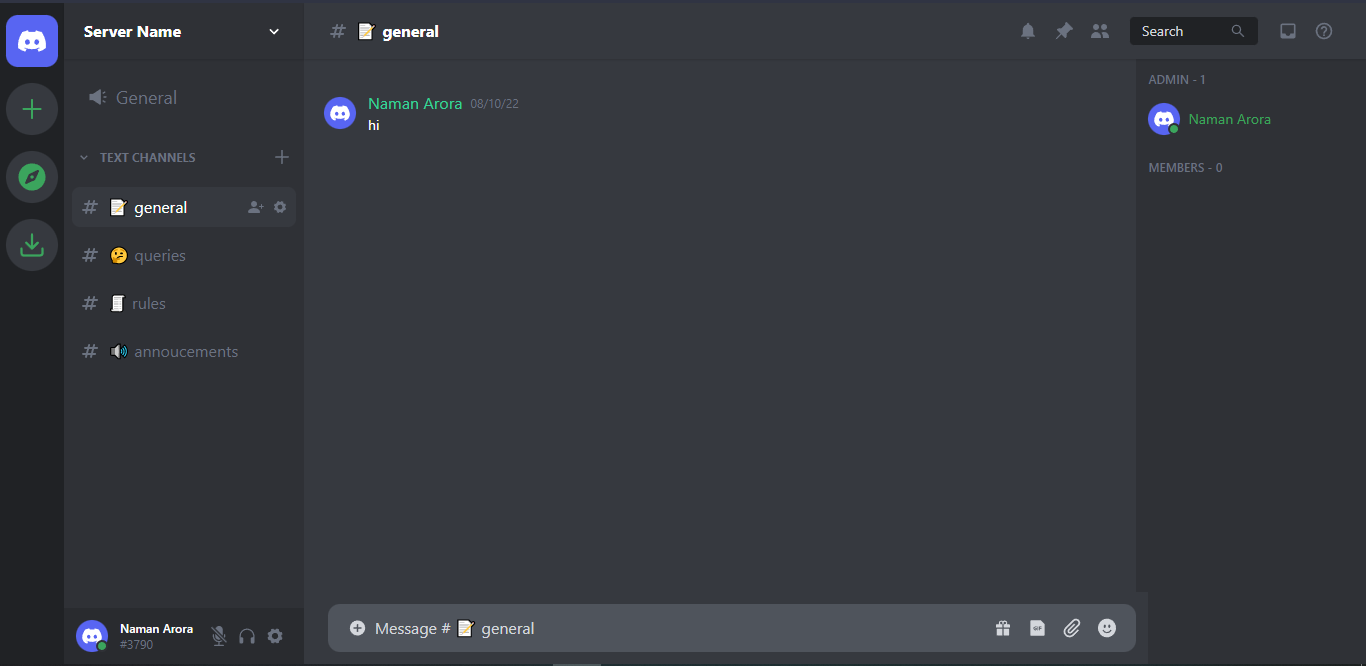 Server Name
General
TEXT CHANNELS
# 📝 general
# 🤔 queries
# 📜 rules
# 🔊 annoucements
Naman Arora
#3790
# 📝 general
Search
Naman Arora 08/10/22
hi
Message # 📝 general
GIF
ADMIN - 1
Naman Arora
MEMBERS - 0